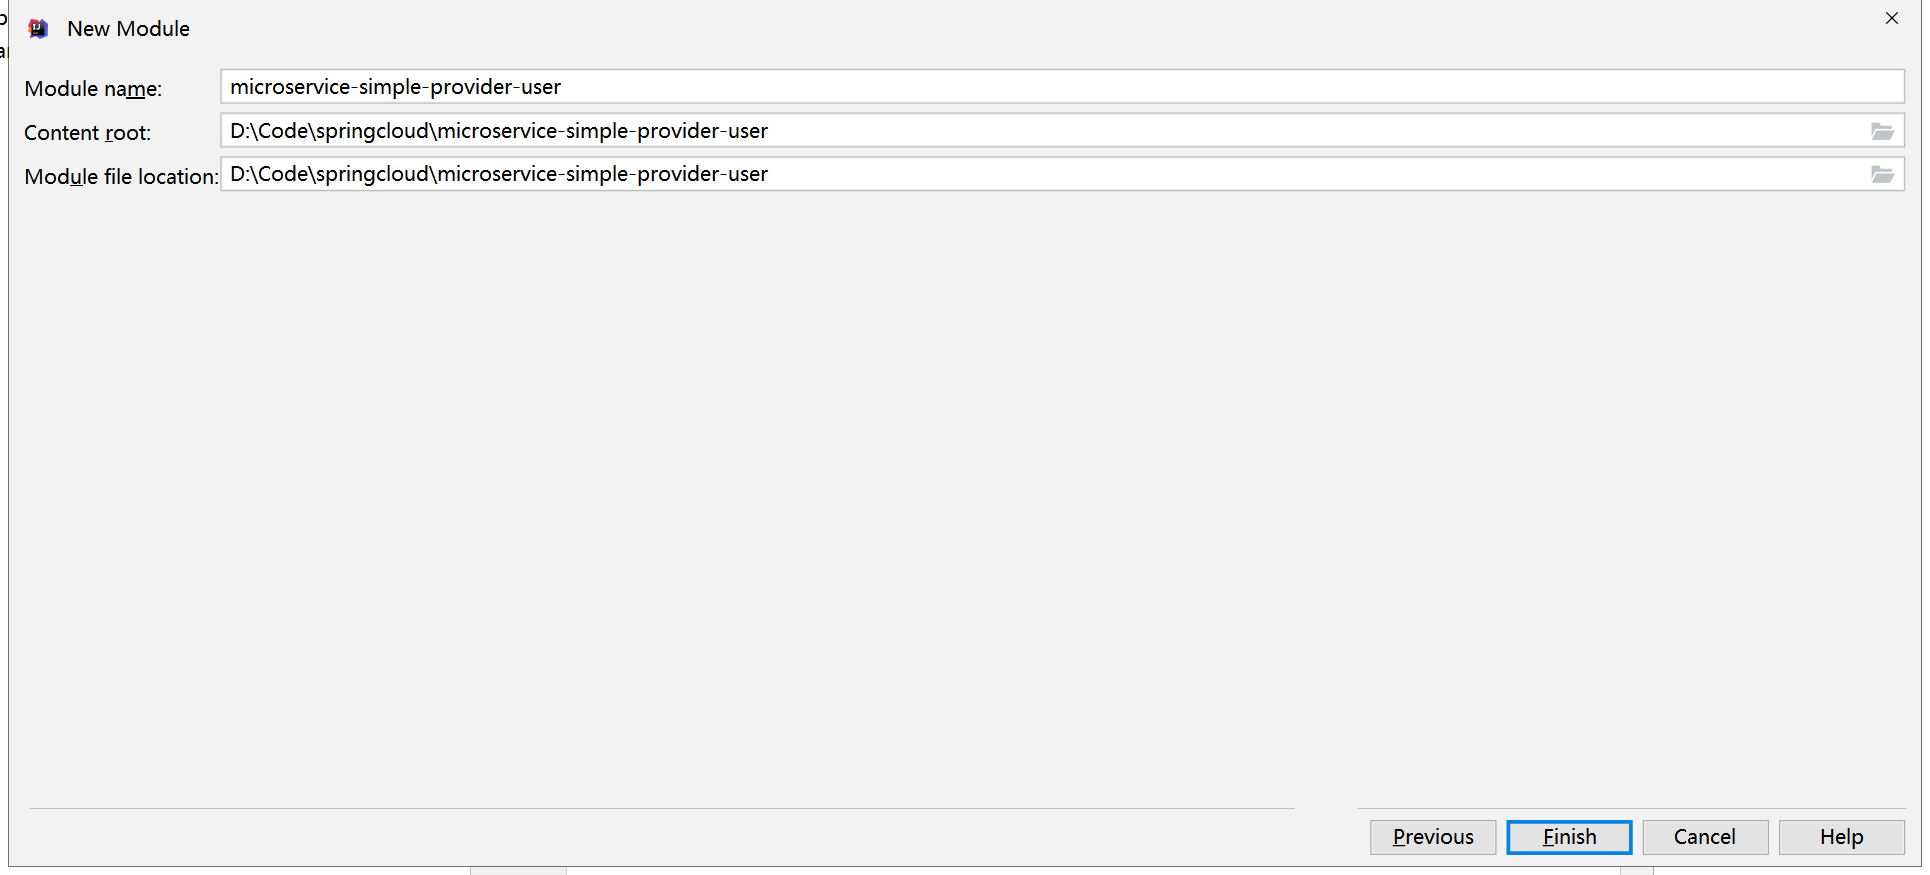 New Module
Module name: microservice-simple-provider-user
Content root: D:\Code\springcloud\microservice-simple-provider-user
Module file location: D:\Code\springcloud\microservice-simple-provider-user
Previous Finish Cancel Help